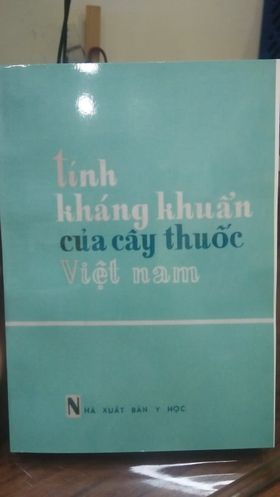 tính
kháng khuẩn
của cây thuốc
Việt nam
NHÀ XUẤT BẢN Y HỌC